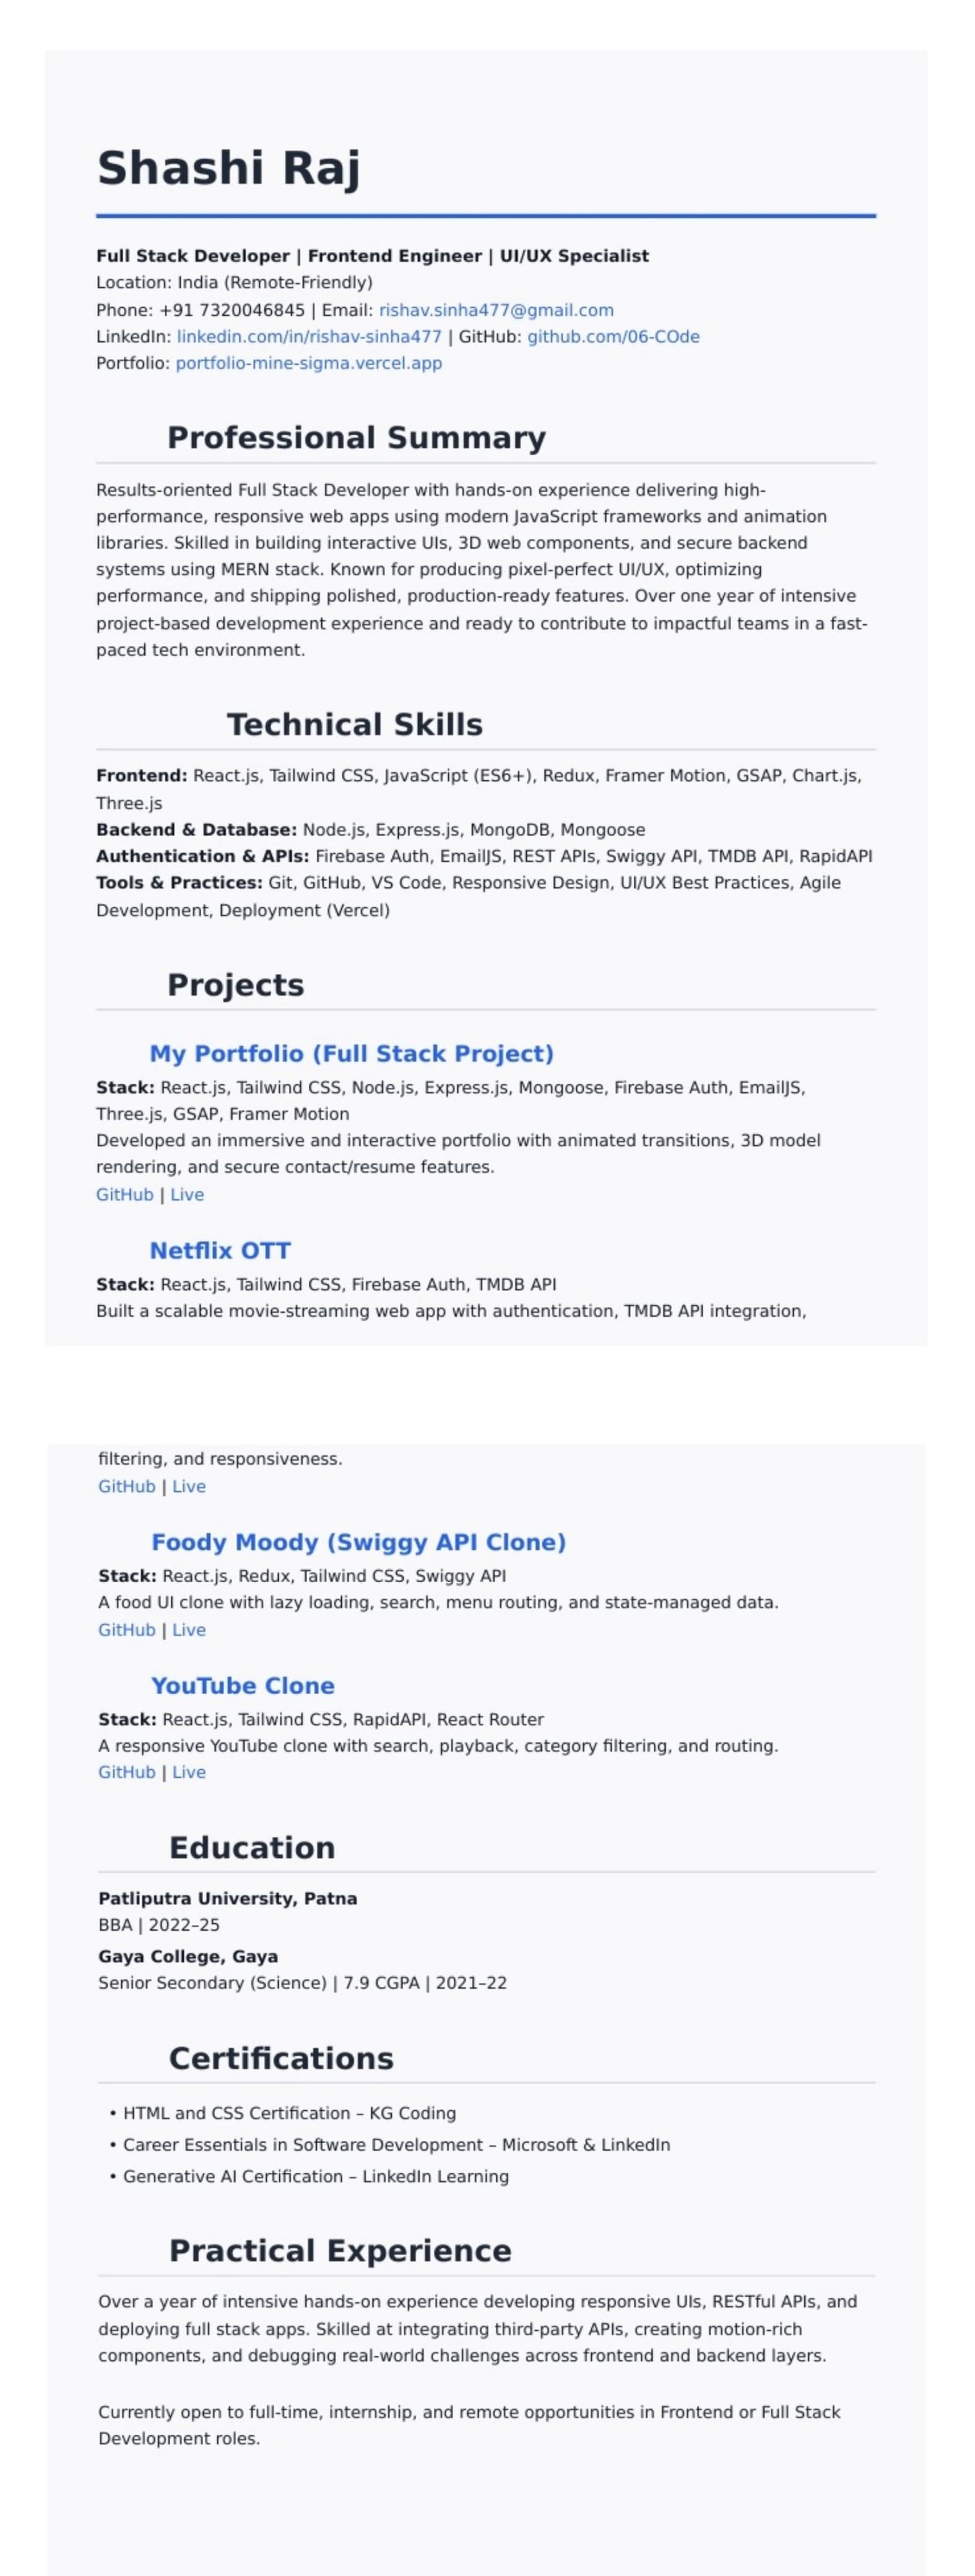 Shashi Raj
Full Stack Developer | Frontend Engineer | UI/UX Specialist
Location: India (Remote-Friendly)
Phone: +91 7320046845 | Email: rishav.sinha477@gmail.com
LinkedIn: linkedin.com/in/rishav-sinha477 | GitHub: github.com/06-COde
Portfolio: portfolio-mine-sigma.vercel.app
Professional Summary
Results-oriented Full Stack Developer with hands-on experience delivering high-
performance, responsive web apps using modern JavaScript frameworks and animation
libraries. Skilled in building interactive UIs, 3D web components, and secure backend
systems using MERN stack. Known for producing pixel-perfect UI/UX, optimizing
performance, and shipping polished, production-ready features. Over one year of intensive
project-based development experience and ready to contribute to impactful teams in a fast-
paced tech environment.
Technical Skills
Frontend: React.js, Tailwind CSS, JavaScript (ES6+), Redux, Framer Motion, GSAP, Chart.js,
Three.js
Backend & Database: Node.js, Express.js, MongoDB, Mongoose
Authentication & APIs: Firebase Auth, EmailJS, REST APIs, Swiggy API, TMDB API, RapidAPI
Tools & Practices: Git, GitHub, VS Code, Responsive Design, UI/UX Best Practices, Agile
Development, Deployment (Vercel)
Projects
My Portfolio (Full Stack Project)
Stack: React.js, Tailwind CSS, Node.js, Express.js, Mongoose, Firebase Auth, EmailJS,
Three.js, GSAP, Framer Motion
Developed an immersive and interactive portfolio with animated transitions, 3D model
rendering, and secure contact/resume features.
GitHub | Live
Netflix OTT
Stack: React.js, Tailwind CSS, Firebase Auth, TMDB API
Built a scalable movie-streaming web app with authentication, TMDB API integration,
filtering, and responsiveness.
GitHub | Live
Foody Moody (Swiggy API Clone)
Stack: React.js, Redux, Tailwind CSS, Swiggy API
A food UI clone with lazy loading, search, menu routing, and state-managed data.
GitHub | Live
YouTube Clone
Stack: React.js, Tailwind CSS, RapidAPI, React Router
A responsive YouTube clone with search, playback, category filtering, and routing.
GitHub | Live
Education
Patliputra University, Patna
BBA | 2022–25
Gaya College, Gaya
Senior Secondary (Science) | 7.9 CGPA | 2021–22
Certifications
• HTML and CSS Certification – KG Coding
• Career Essentials in Software Development – Microsoft & LinkedIn
• Generative AI Certification – LinkedIn Learning
Practical Experience
Over a year of intensive hands-on experience developing responsive UIs, RESTful APIs, and
deploying full stack apps. Skilled at integrating third-party APIs, creating motion-rich
components, and debugging real-world challenges across frontend and backend layers.
Currently open to full-time, internship, and remote opportunities in Frontend or Full Stack
Development roles.